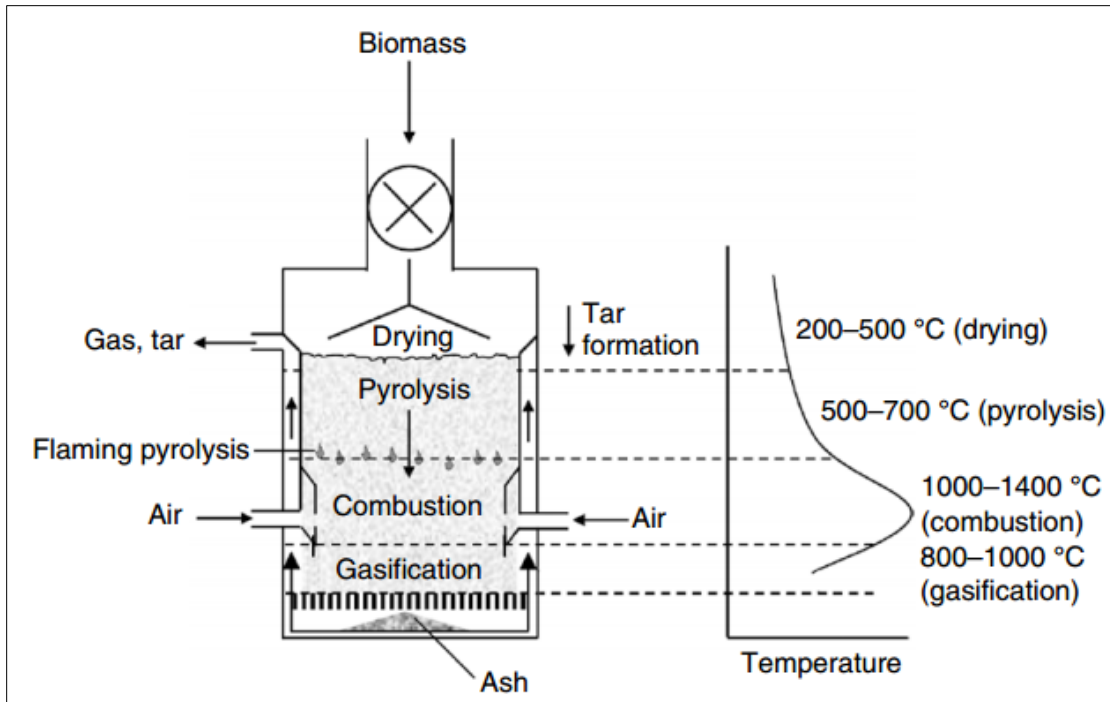 Biomass
Drying
Tar
formation
Gas, tar
200–500 °C (drying)
Pyrolysis
500–700 °C (pyrolysis)
Flaming pyrolysis
Combustion
1000–1400 °C
(combustion)
Air
Air
800–1000 °C
(gasification)
Gasification
Ash
Temperature